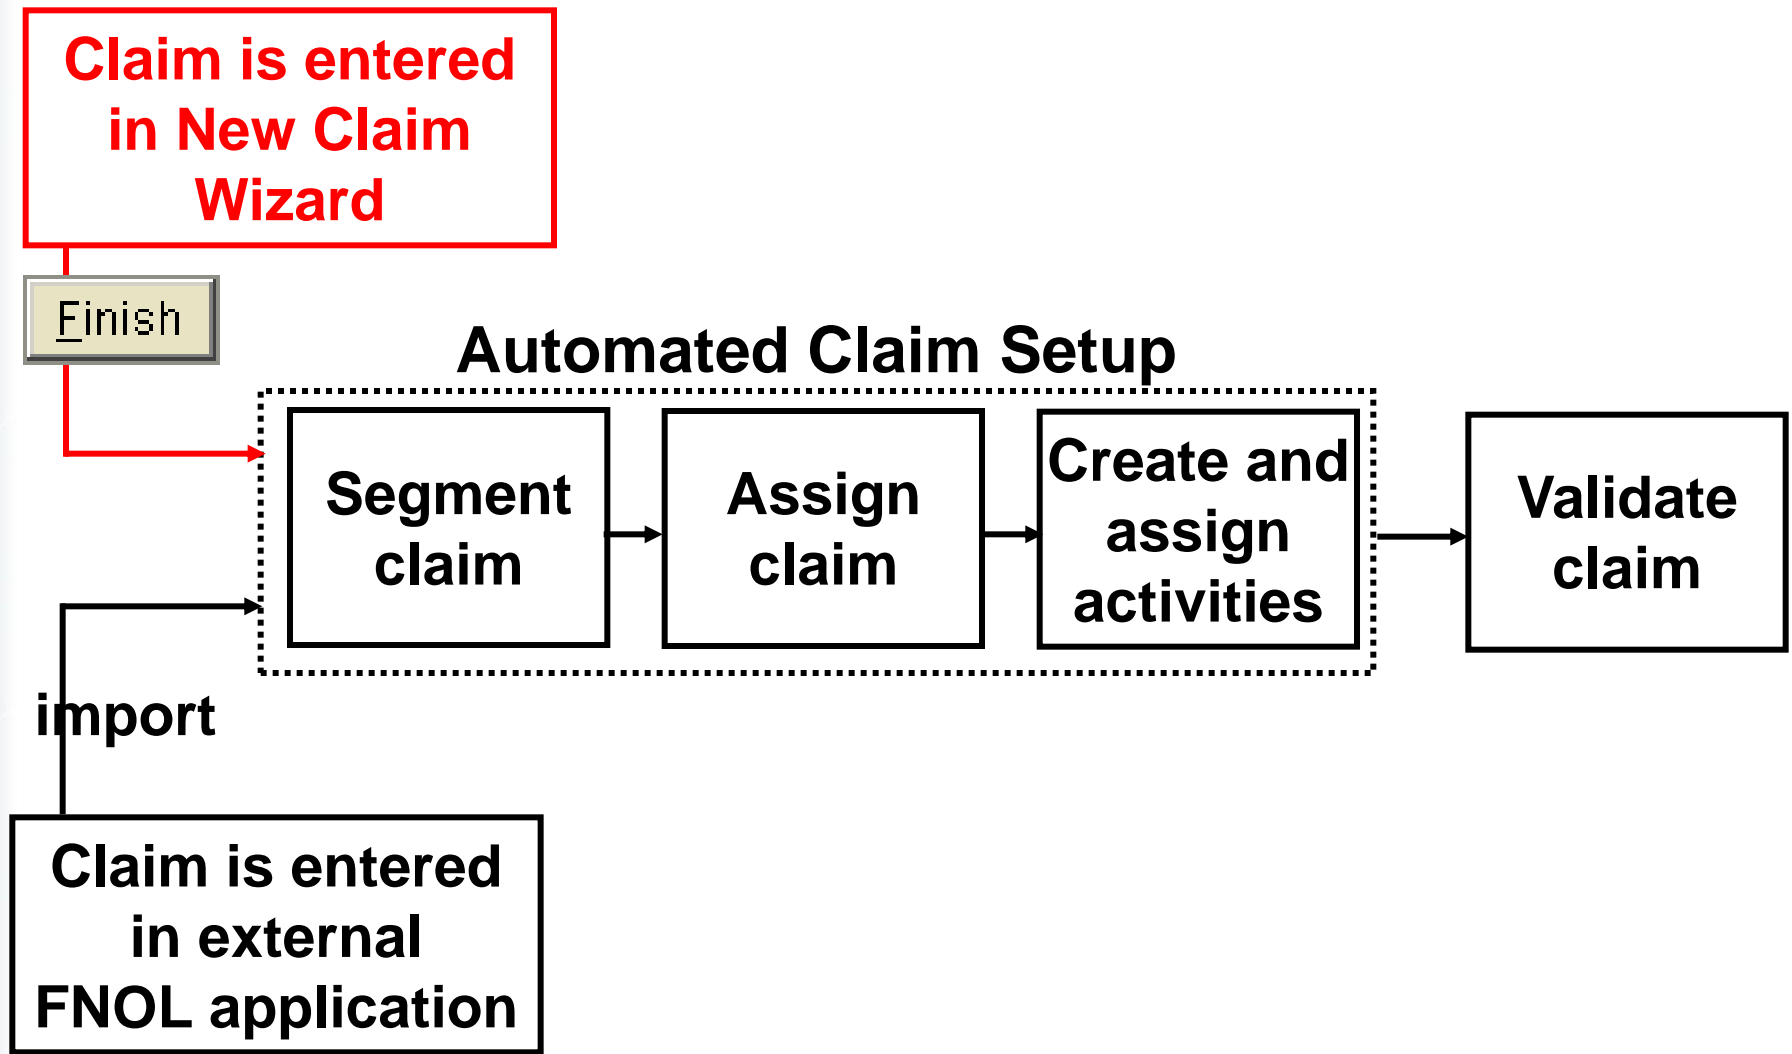 Claim is entered
in New Claim
Wizard
Finish
Automated Claim Setup
Segment
claim
Assign
claim
Create and
assign
activities
Validate
claim
import
Claim is entered
in external
FNOL application